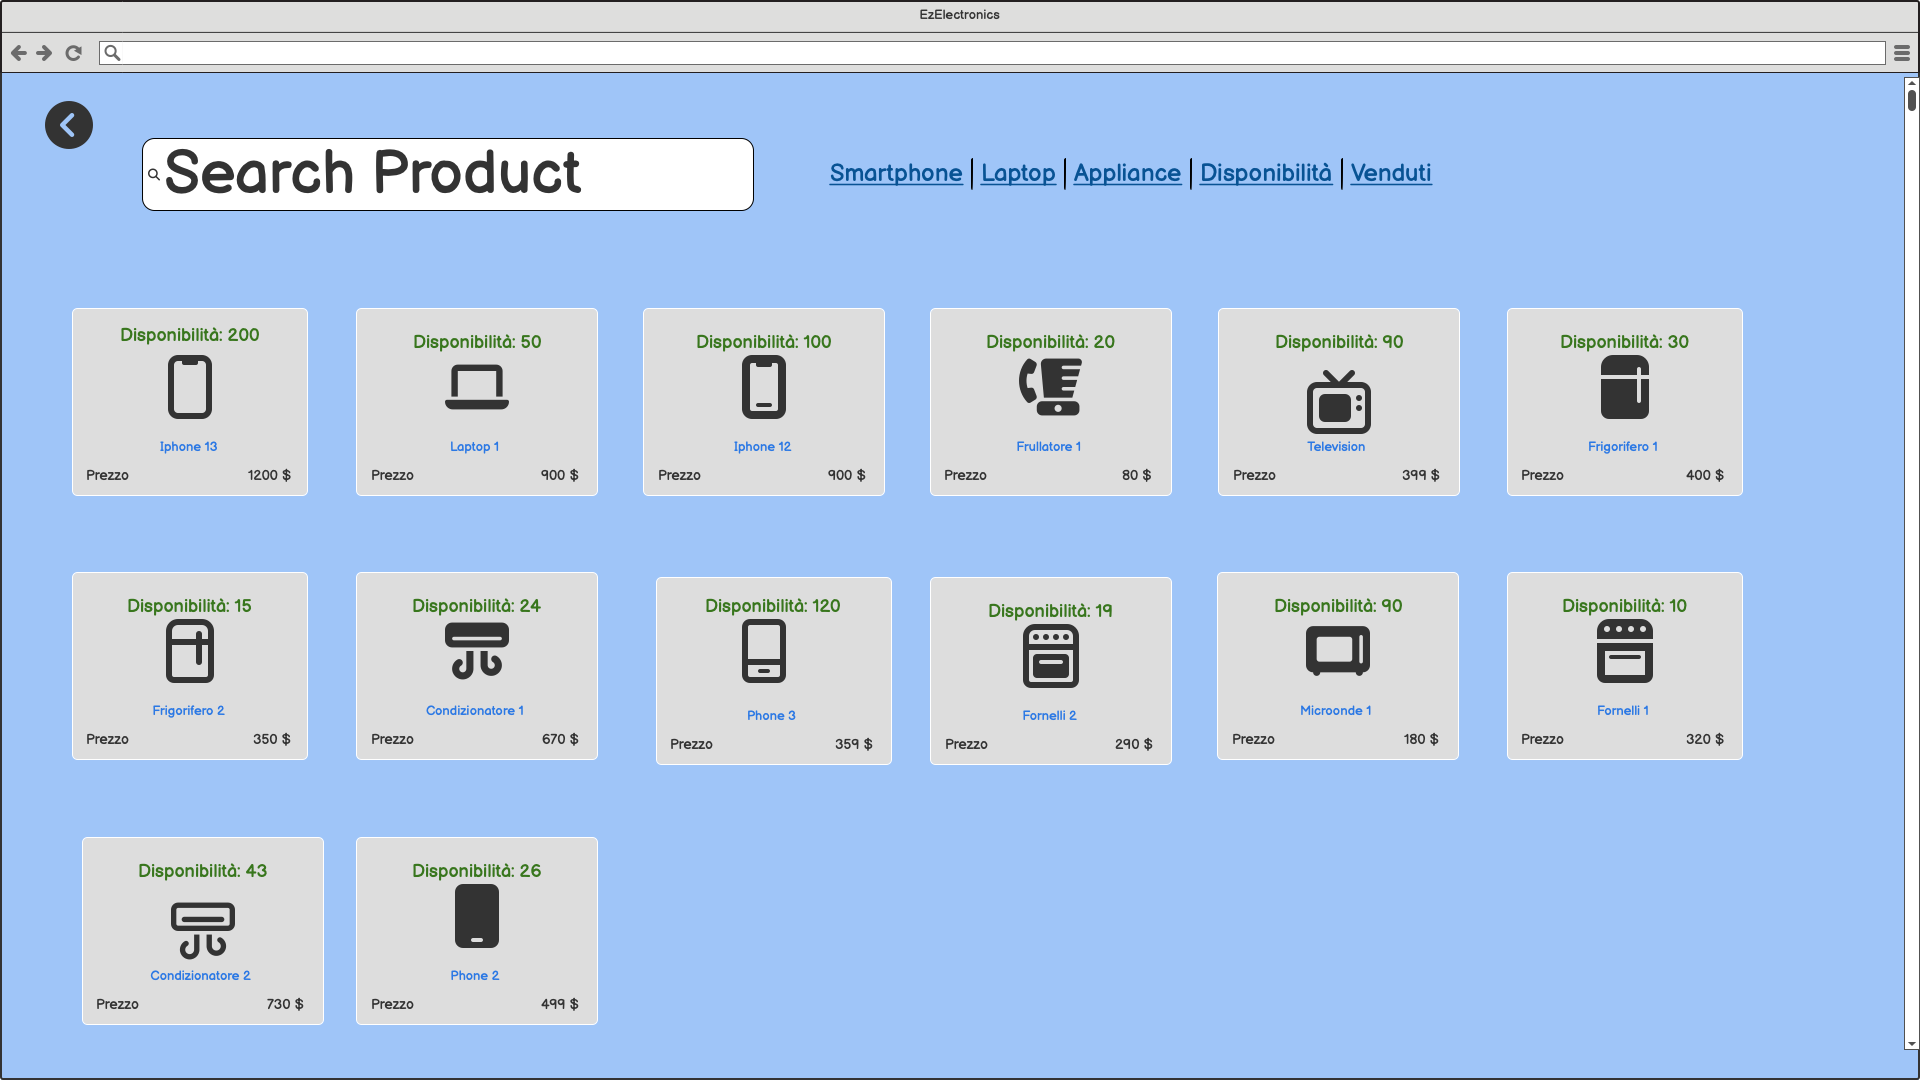 EzElectronics
Search Product
Smartphone Laptop Appliance Disponibilità Venduti
Disponibilità: 200
Iphone 13
Prezzo 1200 $
Disponibilità: 50
Laptop 1
Prezzo 900 $
Disponibilità: 100
Iphone 12
Prezzo 900 $
Disponibilità: 20
Frullatore 1
Prezzo 80 $
Disponibilità: 90
Television
Prezzo 399 $
Disponibilità: 30
Frigorifero 1
Prezzo 400 $
Disponibilità: 15
Frigorifero 2
Prezzo 350 $
Disponibilità: 24
Condizionatore 1
Prezzo 670 $
Disponibilità: 120
Phone 3
Prezzo 359 $
Disponibilità: 19
Fornelli 2
Prezzo 290 $
Disponibilità: 90
Microonde 1
Prezzo 180 $
Disponibilità: 10
Fornelli 1
Prezzo 320 $
Disponibilità: 43
Condizionatore 2
Prezzo 730 $
Disponibilità: 26
Phone 2
Prezzo 499 $